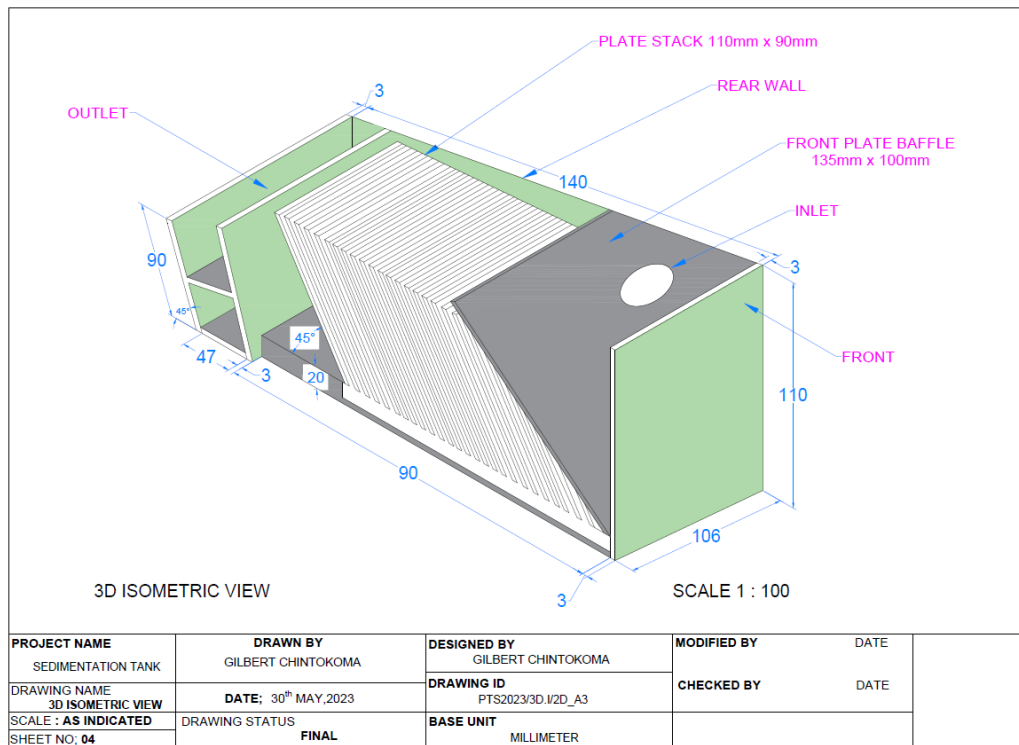 PLATE STACK 110mm x 90mm
3
REAR WALL
OUTLET
FRONT PLATE BAFFLE
135mm x 100mm
140
INLET
90
3
45°
45°
FRONT
47
3
20
110
90
106
3
3D ISOMETRIC VIEW
SCALE 1 : 100
PROJECT NAME
SEDIMENTATION TANK
DRAWN BY
GILBERT CHINTOKOMA
DESIGNED BY
GILBERT CHINTOKOMA
MODIFIED BY DATE
DRAWING NAME
3D ISOMETRIC VIEW
DATE; 30th MAY,2023
DRAWING ID
PTS2023/3D.I/2D_A3
CHECKED BY DATE
SCALE : AS INDICATED
SHEET NO; 04
DRAWING STATUS
FINAL
BASE UNIT
MILLIMETER